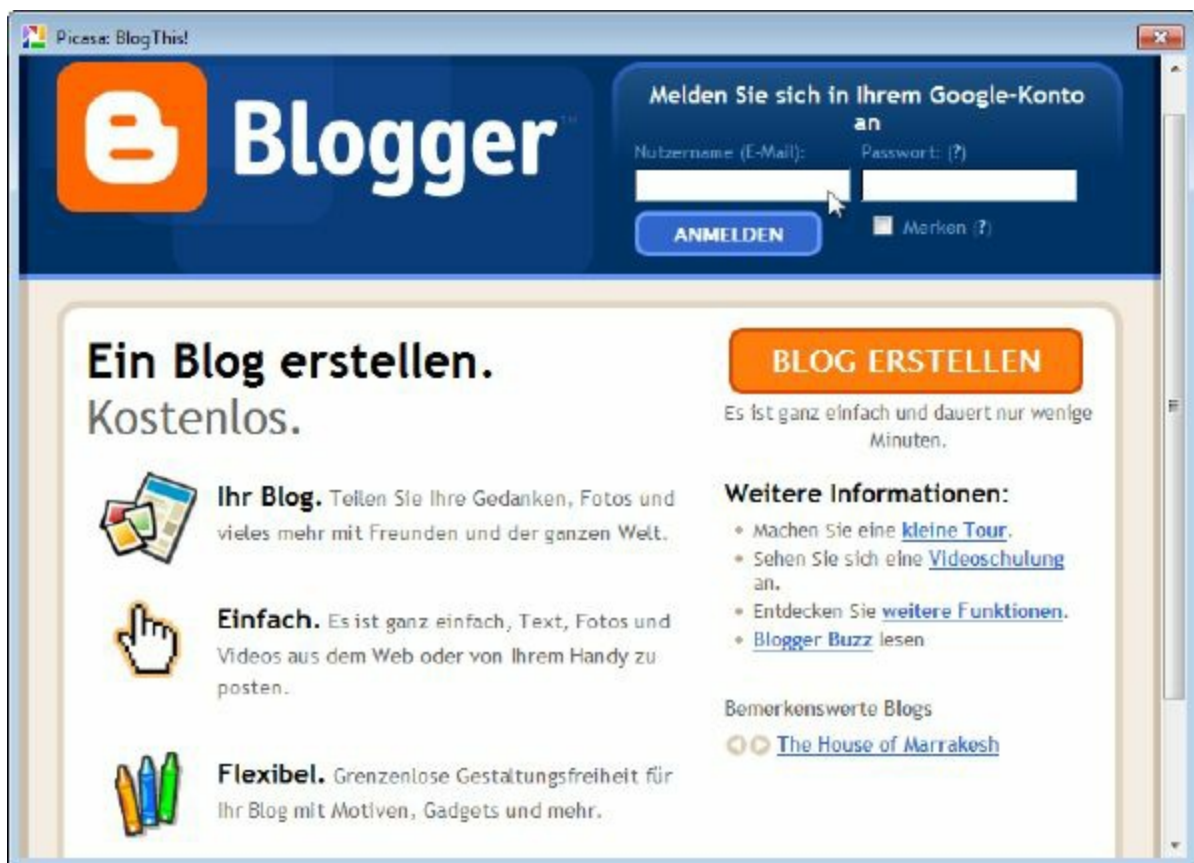 Picasa: BlogThis!
Blogger™
Melden Sie sich in Ihrem Google-Konto
an
Nutzername (E-Mail): Passwort: (?)
ANMELDEN
Merken (?)
Ein Blog erstellen.
Kostenlos.
Ihr Blog. Teilen Sie Ihre Gedanken, Fotos und
vieles mehr mit Freunden und der ganzen Welt.
Einfach. Es ist ganz einfach, Text, Fotos und
Videos aus dem Web oder von Ihrem Handy zu
posten.
Flexibel. Grenzenlose Gestaltungsfreiheit für
Ihr Blog mit Motiven, Gadgets und mehr.
BLOG ERSTELLEN
Es ist ganz einfach und dauert nur wenige
Minuten.
Weitere Informationen:
• Machen Sie eine kleine Tour.
• Sehen Sie sich eine Videoschulung
an.
• Entdecken Sie weitere Funktionen.
• Blogger Buzz lesen
Bemerkenswerte Blogs
The House of Marrakesh